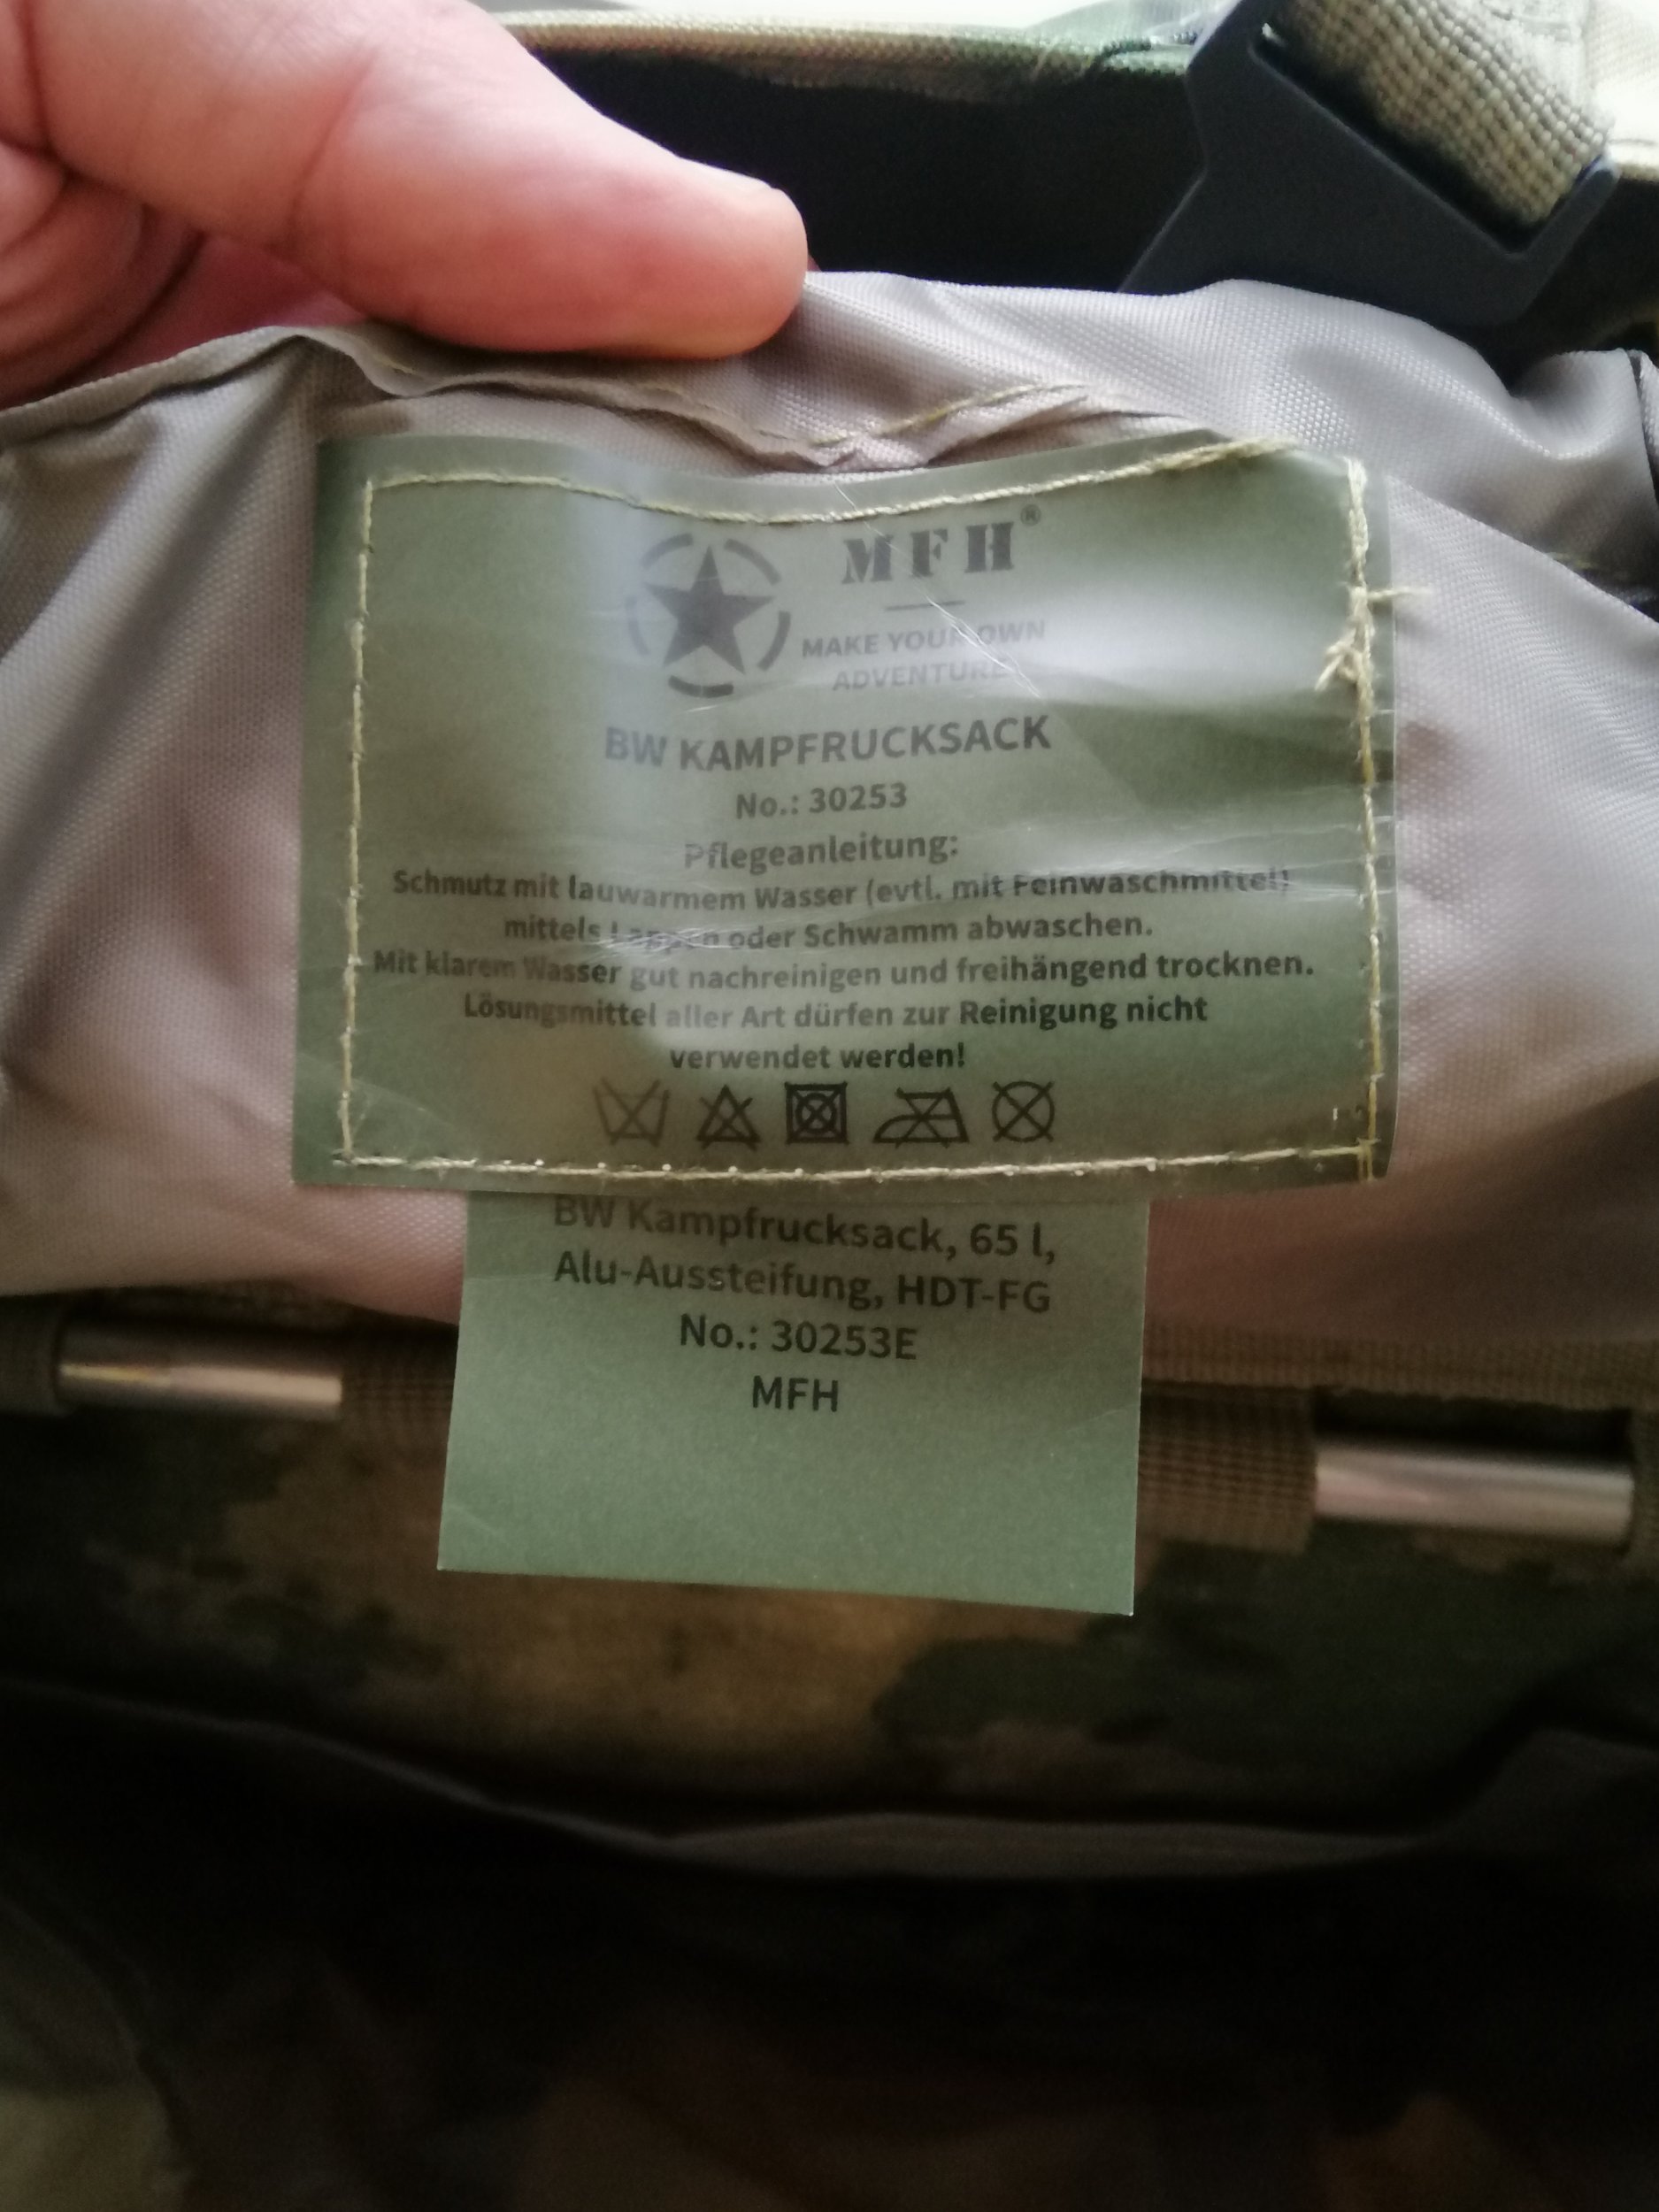 MFH®
MAKE YOUR OWN
ADVENTURE
BW KAMPFRUCKSACK
No.: 30253
Pflegeanleitung:
Schmutz mit lauwarmem Wasser (evtl. mit Feinwaschmittel)
mittels Lappen oder Schwamm abwaschen.
Mit klarem Wasser gut nachreinigen und freihängend trocknen.
Lösungsmittel aller Art dürfen zur Reinigung nicht
verwendet werden!
BW Kampfrucksack, 65 l,
Alu-Aussteifung, HDT-FG
No.: 30253E
MFH